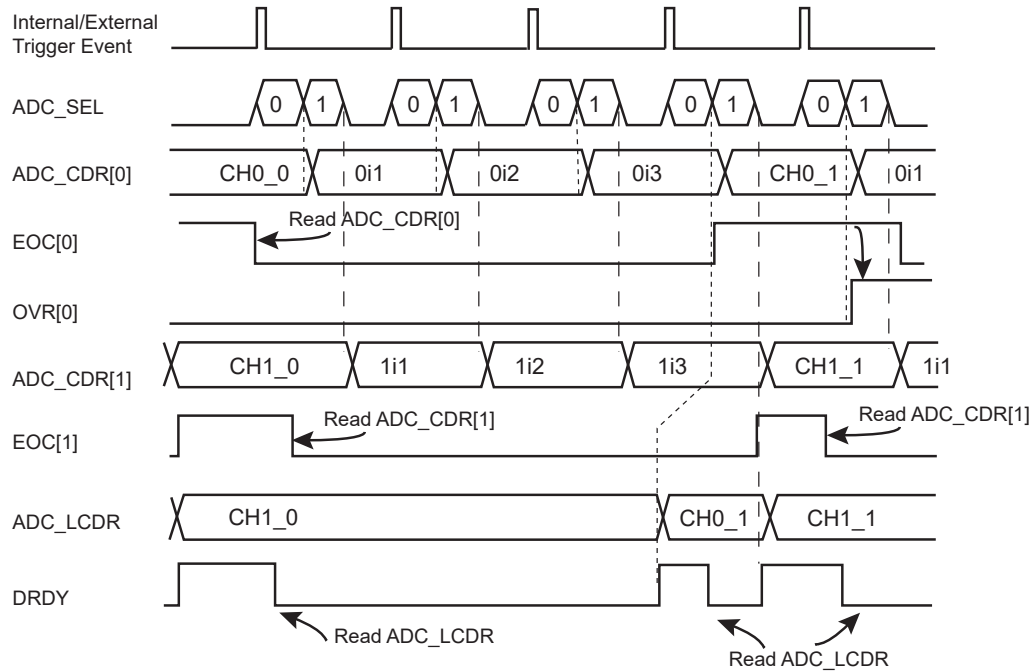 Internal/External
Trigger Event
ADC_SEL
0 1 0 1 0 1 0 1 0 1
ADC_CDR[0]
CH0_0 0i1 0i2 0i3 CH0_1 0i1
Read ADC_CDR[0]
EOC[0]
OVR[0]
ADC_CDR[1]
CH1_0 1i1 1i2 1i3 CH1_1 1i1
Read ADC_CDR[1]
Read ADC_CDR[1]
EOC[1]
ADC_LCDR
CH1_0 CH0_1 CH1_1
DRDY
Read ADC_LCDR
Read ADC_LCDR